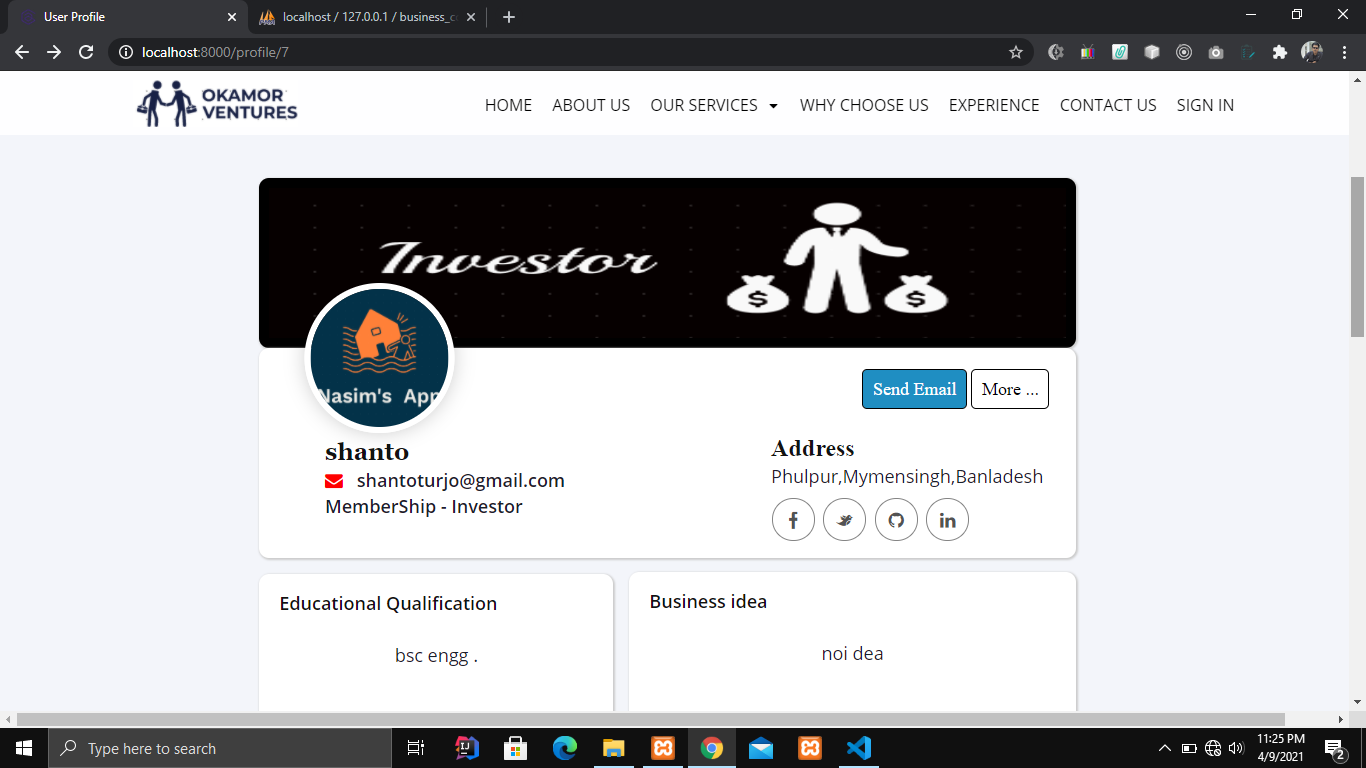 User Profile
localhost / 127.0.0.1 / business_c
localhost:8000/profile/7
OKAMOR
VENTURES
HOME ABOUT US OUR SERVICES WHY CHOOSE US EXPERIENCE CONTACT US SIGN IN
Investor
$ $
Nasim's App
Send Email More ...
shanto
shantoturjo@gmail.com
MemberShip - Investor
Address
Phulpur,Mymensingh,Banladesh
Educational Qualification
bsc engg .
Business idea
noi dea
Type here to search
11:25 PM
4/9/2021
2